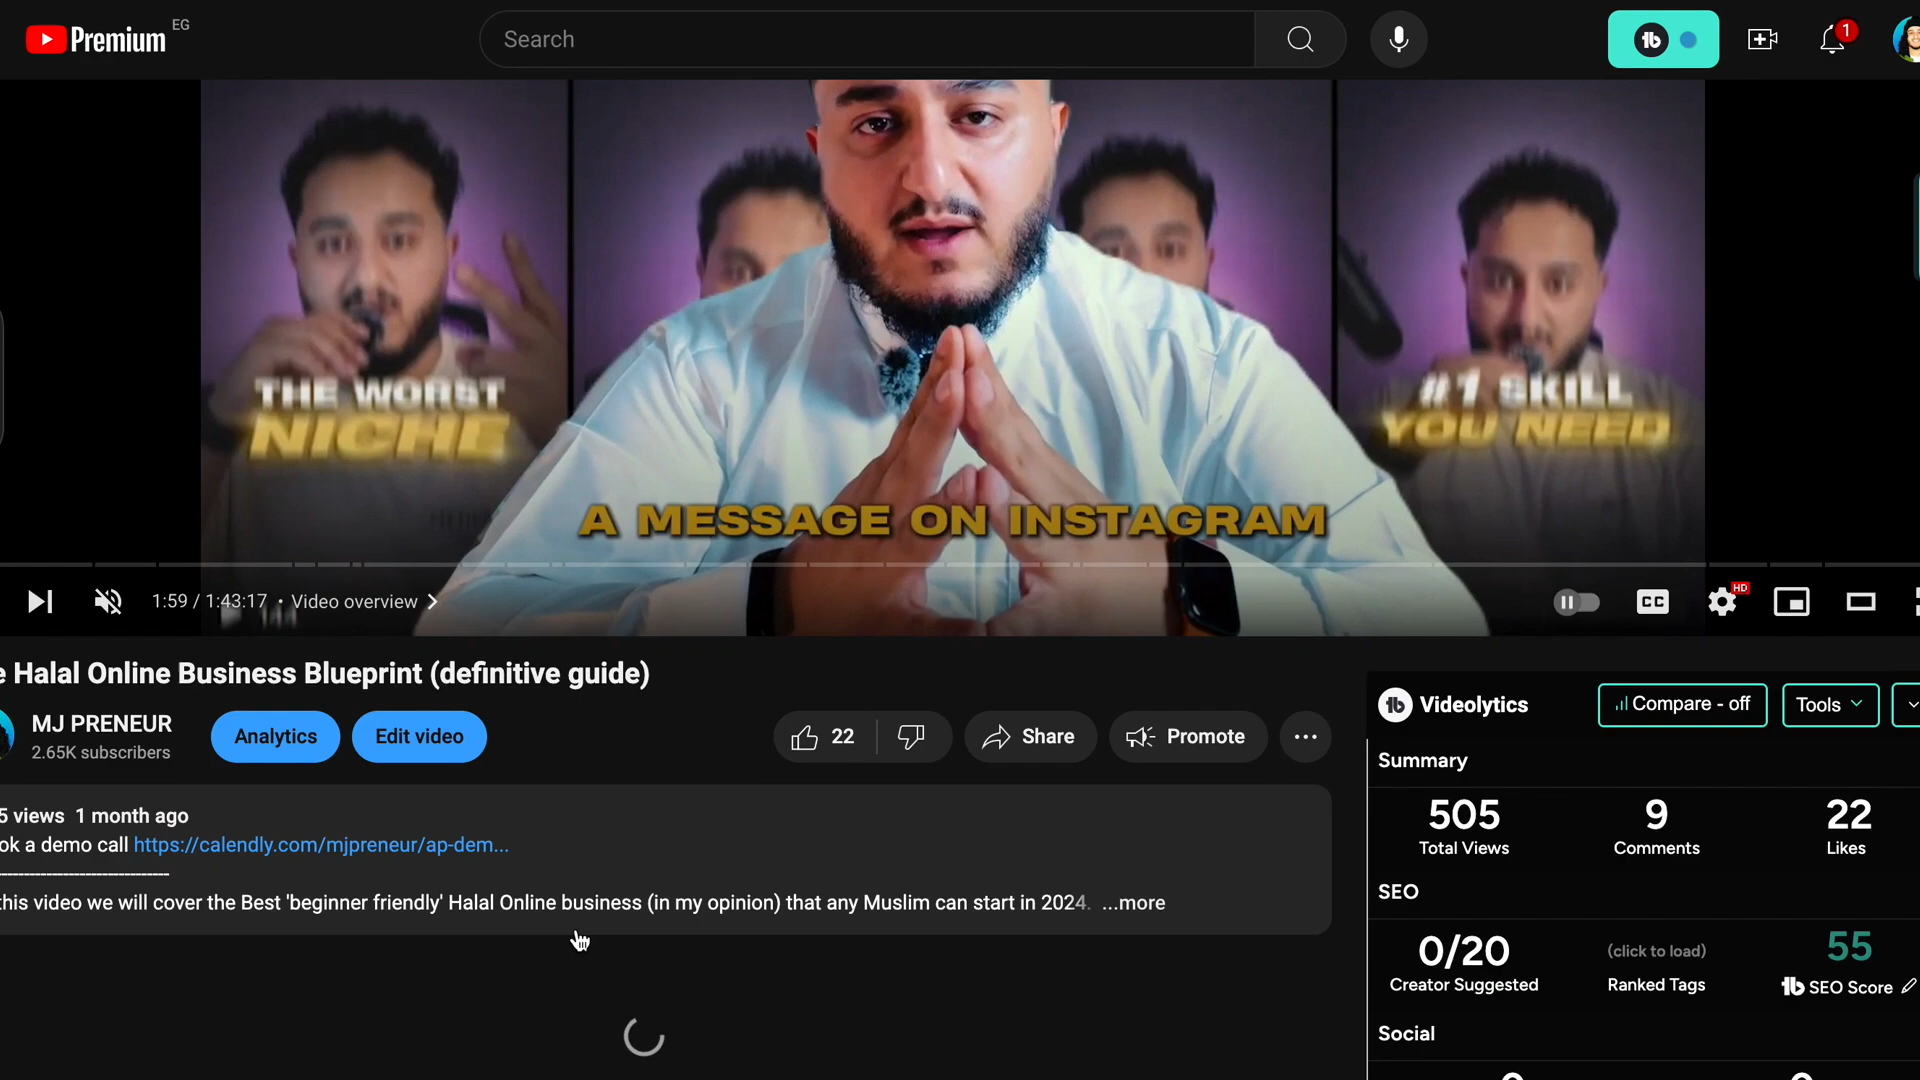 Premium EG
Search
1
THE WORST
NICHE
#1 SKILL
YOU NEED
A MESSAGE ON INSTAGRAM
1:59 / 1:43:17 • Video overview
CC
HD
e Halal Online Business Blueprint (definitive guide)
MJ PRENEUR
2.65K subscribers
Analytics
Edit video
22
Share
Promote
5 views 1 month ago
ok a demo call https://calendly.com/mjpreneur/ap-dem...
------------------------------
his video we will cover the Best 'beginner friendly' Halal Online business (in my opinion) that any Muslim can start in 2024. ...more
Videolytics
Compare - off
Tools
Summary
505
Total Views
9
Comments
22
Likes
SEO
0/20
Creator Suggested
(click to load)
Ranked Tags
55
SEO Score
Social